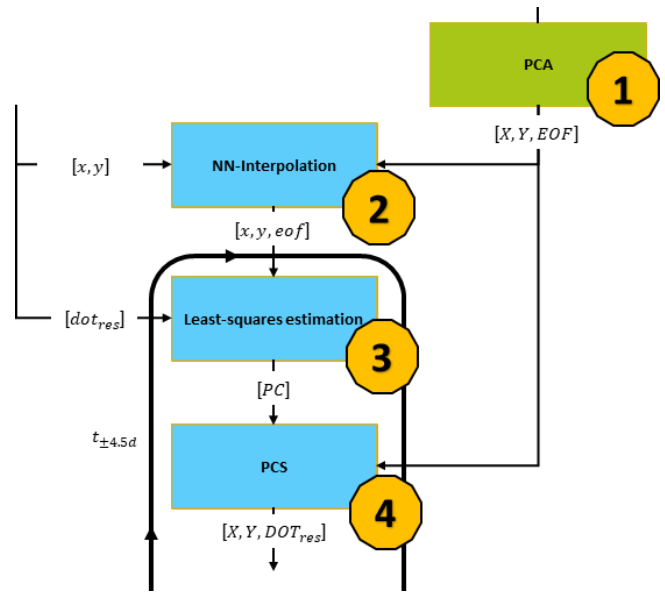 PCA
1
[X, Y, EOF]
[x, y]
NN-Interpolation
2
[x, y, eof]
[dot_res]
Least-squares estimation
3
[PC]
t_±4.5d
PCS
4
[X, Y, DOT_res]